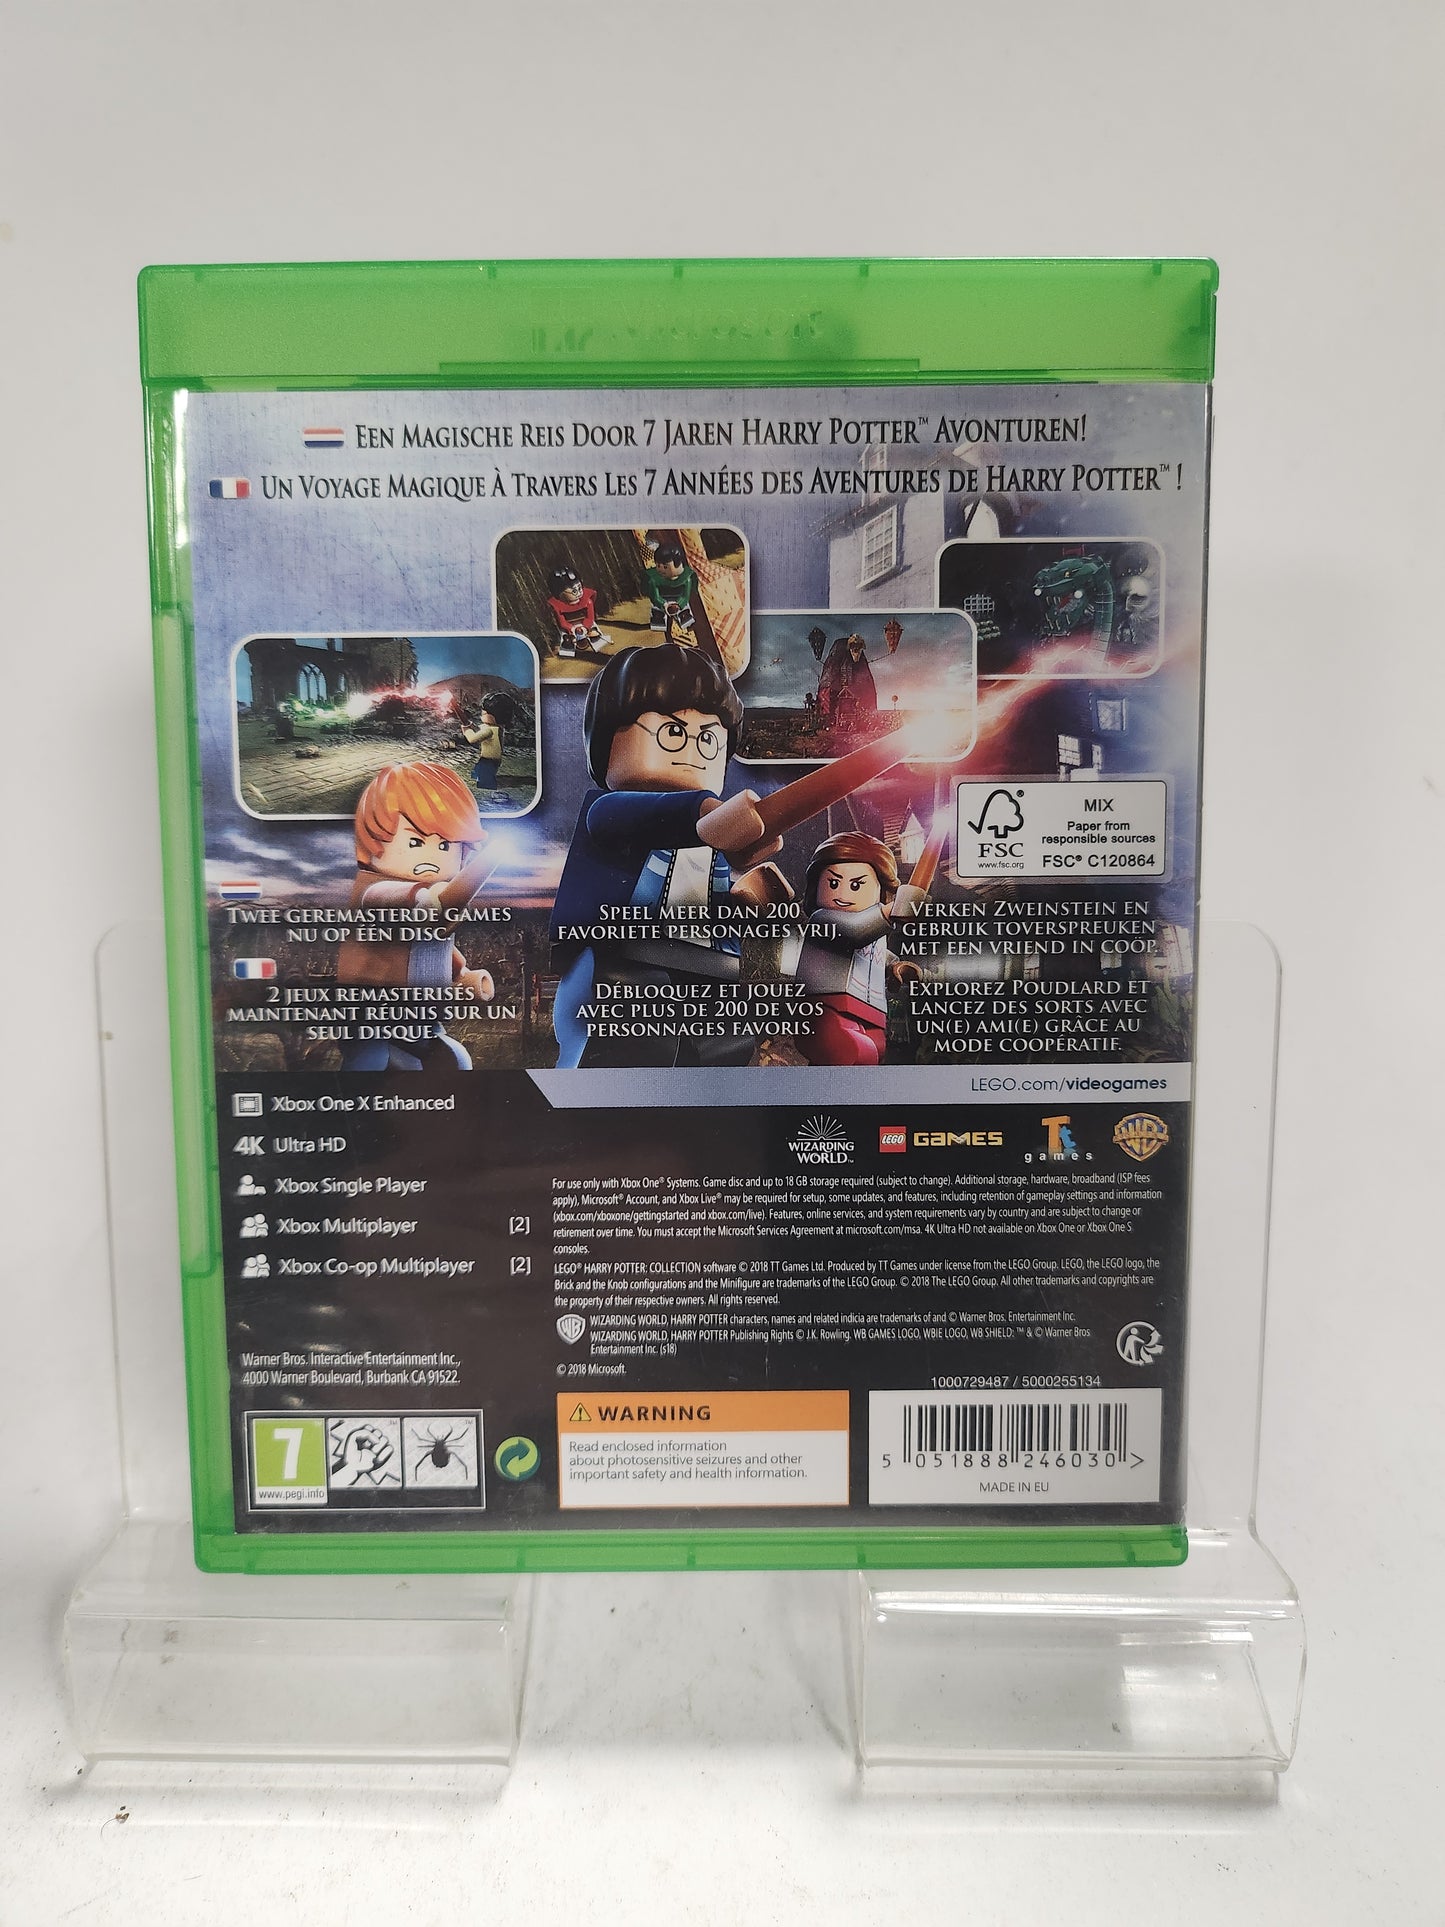 Microsoft
EEN MAGISCHE REIS DOOR 7 JAREN HARRY POTTER™ AVONTUREN!
UN VOYAGE MAGIQUE À TRAVERS LES 7 ANNÉES DES AVENTURES DE HARRY POTTER™ !
MIX
Paper from
responsible sources
FSC® C120864
FSC
www.fsc.org
TWEE GEREMASTERDE GAMES
NU OP ÉÉN DISC.
SPEEL MEER DAN 200
FAVORIETE PERSONAGES VRIJ.
VERKEN ZWEINSTEIN EN
GEBRUIK TOVERSPREUKEN
MET EEN VRIEND IN COÖP.
2 JEUX REMASTERISÉS
MAINTENANT RÉUNIS SUR UN
SEUL DISQUE.
DÉBLOQUEZ ET JOUEZ
AVEC PLUS DE 200 DE VOS
PERSONNAGES FAVORIS.
EXPLOREZ POUDLARD ET
LANCEZ DES SORTS AVEC
UN(E) AMI(E) GRÂCE AU
MODE COOPÉRATIF.
LEGO.com/videogames
Xbox One X Enhanced
4K Ultra HD
Xbox Single Player
Xbox Multiplayer [2]
Xbox Co-op Multiplayer [2]
WIZARDING
WORLD™
LEGO GAMES
Tt games
WB
For use only with Xbox One® Systems. Game disc and up to 18 GB storage required (subject to change). Additional storage, hardware, broadband (ISP fees
apply), Microsoft® Account, and Xbox Live® may be required for setup, some updates, and features, including retention of gameplay settings and information
(xbox.com/xboxone/gettingstarted and xbox.com/live). Features, online services, and system requirements vary by country and are subject to change or
retirement over time. You must accept the Microsoft Services Agreement at microsoft.com/msa. 4K Ultra HD not available on Xbox One or Xbox One S
consoles.
LEGO® HARRY POTTER: COLLECTION software © 2018 TT Games Ltd. Produced by TT Games under license from the LEGO Group. LEGO, the LEGO logo, the
Brick and the Knob configurations and the Minifigure are trademarks of the LEGO Group. © 2018 The LEGO Group. All other trademarks and copyrights are
the property of their respective owners. All rights reserved.
WIZARDING WORLD, HARRY POTTER characters, names and related indicia are trademarks of and © Warner Bros. Entertainment Inc.
WIZARDING WORLD, HARRY POTTER Publishing Rights © J.K. Rowling. WB GAMES LOGO, WBIE LOGO, WB SHIELD: ™ & © Warner Bros.
Entertainment Inc. (s18)
© 2018 Microsoft.
Warner Bros. Interactive Entertainment Inc.,
4000 Warner Boulevard, Burbank CA 91522.
1000729487 / 5000255134
7
www.pegi.info
WARNING
Read enclosed information
about photosensitive seizures and other
important safety and health information.
5 051888 246030 >
MADE IN EU